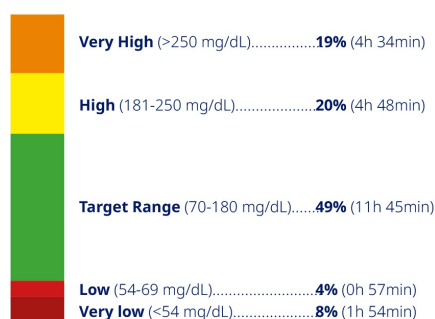 Very High (>250 mg/dL)................19% (4h 34min)
High (181-250 mg/dL)....................20% (4h 48min)
Target Range (70-180 mg/dL)......49% (11h 45min)
Low (54-69 mg/dL).........................4% (0h 57min)
Very low (<54 mg/dL).....................8% (1h 54min)